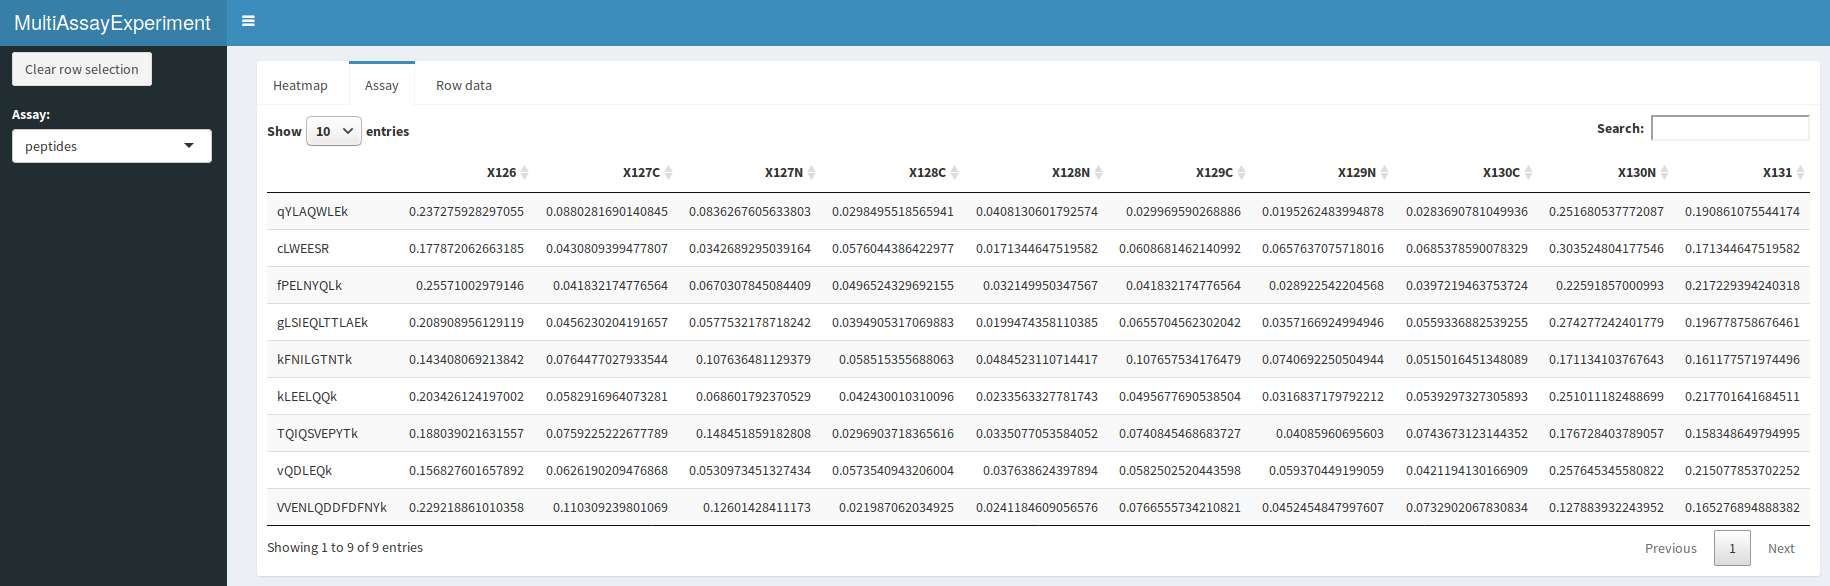 MultiAssayExperiment
Clear row selection
Assay:
peptides
Heatmap Assay Row data
Show 10 entries Search:
X126 X127C X127N X128C X128N X129C X129N X130C X130N X131
qYLAQWLEk 0.237275928297055 0.0880281690140845 0.0836267605633803 0.0298495518565941 0.0408130601792574 0.029969590268886 0.0195262483994878 0.0283690781049936 0.251680537772087 0.190861075544174
cLWEESR 0.177872062663185 0.0430809399477807 0.0342689295039164 0.0576044386422977 0.0171344647519582 0.0608681462140992 0.0657637075718016 0.0685378590078329 0.303524804177546 0.171344647519582
fPELNYQLk 0.25571002979146 0.041832174776564 0.0670307845084409 0.0496524329692155 0.032149950347567 0.041832174776564 0.028922542204568 0.0397219463753724 0.22591857000993 0.217229394240318
gLSIEQLTTLAEk 0.208908956129119 0.0456230204191657 0.0577532178718242 0.0394905317069883 0.0199474358110385 0.0655704562302042 0.0357166924994946 0.0559336882539255 0.274277242401779 0.196778758676461
kFNILGTNTk 0.143408069213842 0.0764477027933544 0.107636481129379 0.058515355688063 0.0484523110714417 0.107657534176479 0.0740692250504944 0.0515016451348089 0.171134103767643 0.161177571974496
kLEELQQk 0.203426124197002 0.0582916964073281 0.068601792370529 0.042430010310096 0.0233563327781743 0.0495677690538504 0.0316837179792212 0.0539297327305893 0.251011182488699 0.217701641684511
TQIQSVEPYTk 0.188039021631557 0.0759225222677789 0.148451859182808 0.0296903718365616 0.0335077053584052 0.0740845468683727 0.04085960695603 0.0743673123144352 0.176728403789057 0.158348649794995
vQDLEQk 0.156827601657892 0.0626190209476868 0.0530973451327434 0.0573540943206004 0.037638624397894 0.0582502520443598 0.059370449199059 0.0421194130166909 0.257645345580822 0.215077853702252
VVENLQDDFDFNYk 0.229218861010358 0.110309239801069 0.12601428411173 0.021987062034925 0.0241184609056576 0.0766555734210821 0.0452454847997607 0.0732902067830834 0.127883932243952 0.165276894888382
Showing 1 to 9 of 9 entries Previous 1 Next